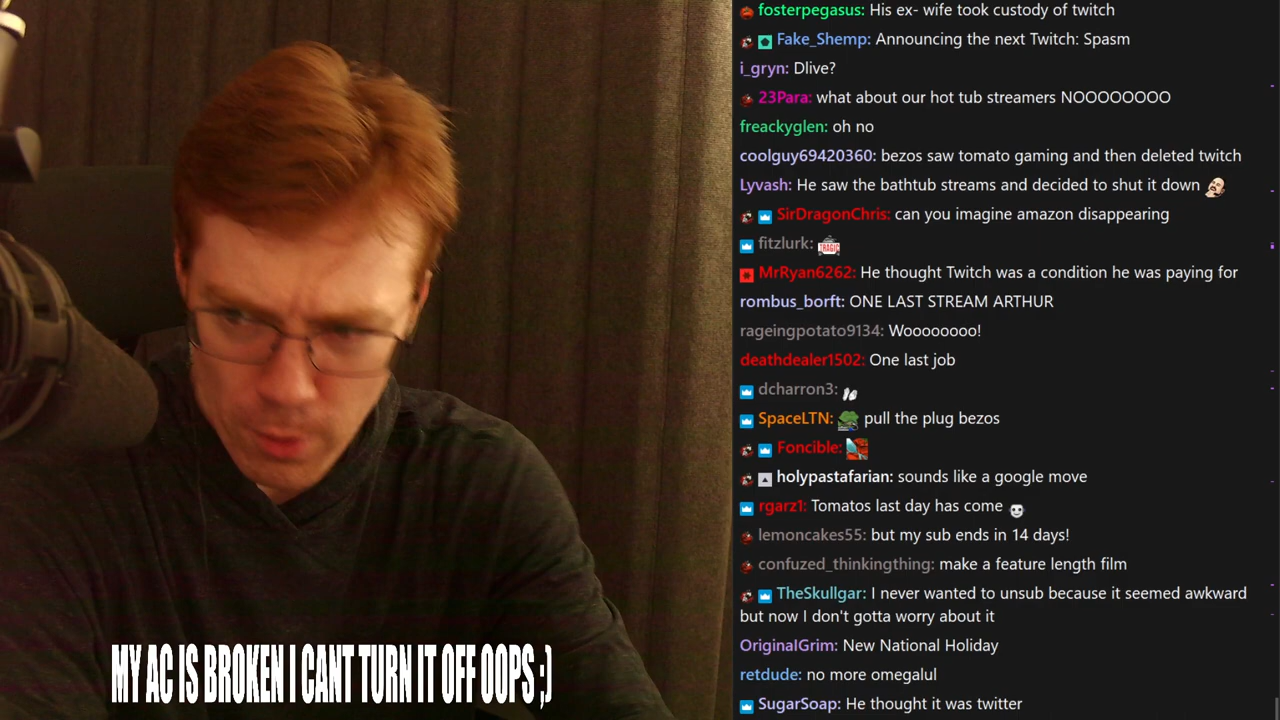 fosterpegasus: His ex- wife took custody of twitch
Fake_Shemp: Announcing the next Twitch: Spasm
i_gryn: Dlive?
23Para: what about our hot tub streamers NOOOOOOOO
freackyglen: oh no
coolguy69420360: bezos saw tomato gaming and then deleted twitch
Lyvash: He saw the bathtub streams and decided to shut it down
SirDragonChris: can you imagine amazon disappearing
fitzlurk: TRAGIC
MrRyan6262: He thought Twitch was a condition he was paying for
rombus_borft: ONE LAST STREAM ARTHUR
rageingpotato9134: Wooooooo!
deathdealer1502: One last job
dcharron3:
SpaceLTN: pull the plug bezos
Foncible:
holypastafarian: sounds like a google move
rgarz1: Tomatos last day has come
lemoncakes55: but my sub ends in 14 days!
confuzed_thinkingthing: make a feature length film
TheSkullgar: I never wanted to unsub because it seemed awkward
but now I don't gotta worry about it
OriginalGrim: New National Holiday
retdude: no more omegalul
SugarSoap: He thought it was twitter
MY AC IS BROKEN I CANT TURN IT OFF OOPS ;)